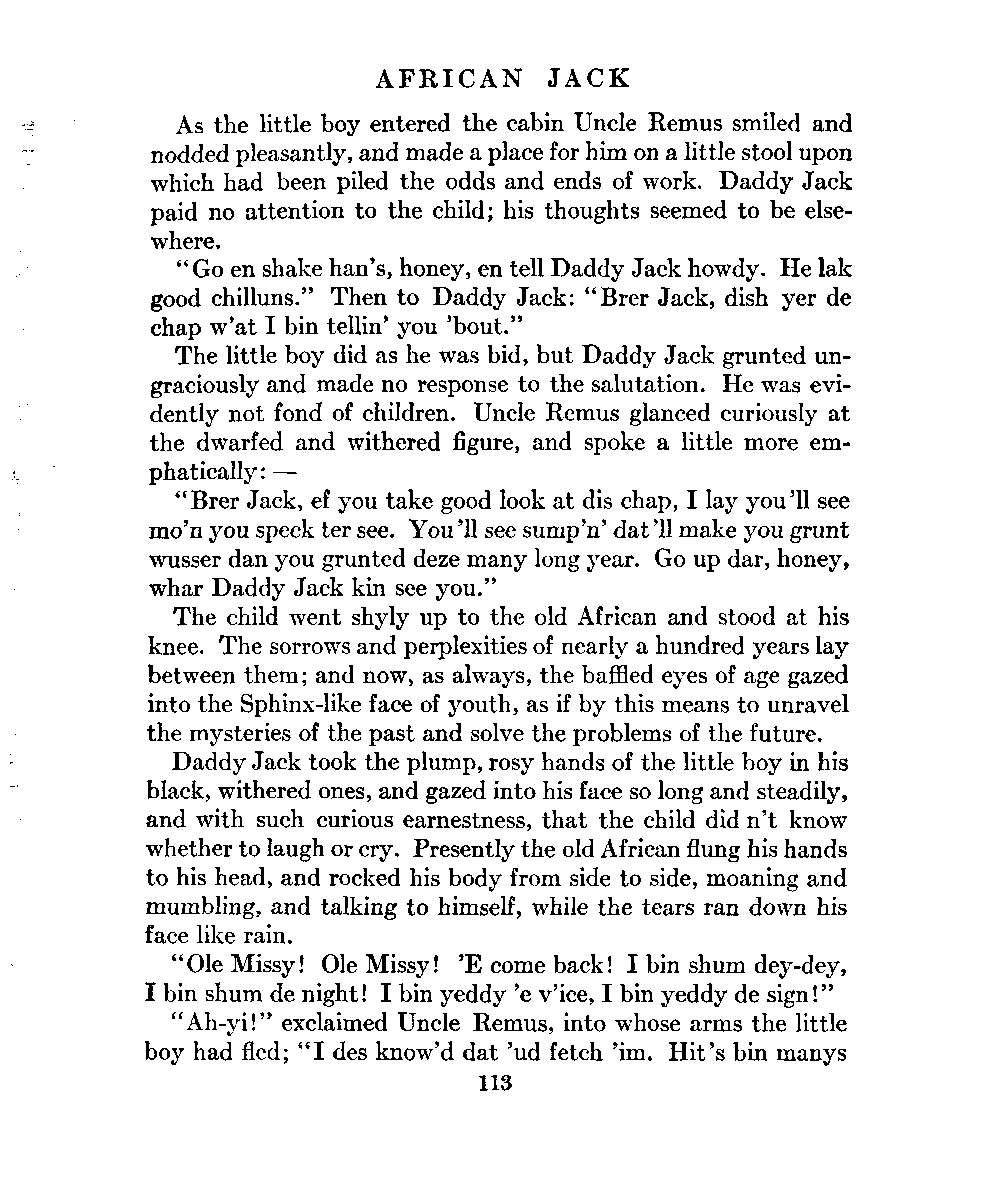 AFRICAN JACK
As the little boy entered the cabin Uncle Remus smiled and
nodded pleasantly, and made a place for him on a little stool upon
which had been piled the odds and ends of work. Daddy Jack
paid no attention to the child; his thoughts seemed to be else-
where.
“Go en shake han’s, honey, en tell Daddy Jack howdy. He lak
good chilluns.” Then to Daddy Jack: “Brer Jack, dish yer de
chap w’at I bin tellin’ you ’bout.”
The little boy did as he was bid, but Daddy Jack grunted un-
graciously and made no response to the salutation. He was evi-
dently not fond of children. Uncle Remus glanced curiously at
the dwarfed and withered figure, and spoke a little more em-
phatically: —
“Brer Jack, ef you take good look at dis chap, I lay you’ll see
mo’n you speck ter see. You’ll see sump’n’ dat’ll make you grunt
wusser dan you grunted deze many long year. Go up dar, honey,
whar Daddy Jack kin see you.”
The child went shyly up to the old African and stood at his
knee. The sorrows and perplexities of nearly a hundred years lay
between them; and now, as always, the baffled eyes of age gazed
into the Sphinx-like face of youth, as if by this means to unravel
the mysteries of the past and solve the problems of the future.
Daddy Jack took the plump, rosy hands of the little boy in his
black, withered ones, and gazed into his face so long and steadily,
and with such curious earnestness, that the child did n’t know
whether to laugh or cry. Presently the old African flung his hands
to his head, and rocked his body from side to side, moaning and
mumbling, and talking to himself, while the tears ran down his
face like rain.
“Ole Missy! Ole Missy! ’E come back! I bin shum dey-dey,
I bin shum de night! I bin yeddy ’e v’ice, I bin yeddy de sign!”
“Ah-yi!” exclaimed Uncle Remus, into whose arms the little
boy had fled; “I des know’d dat ’ud fetch ’im. Hit’s bin manys
113